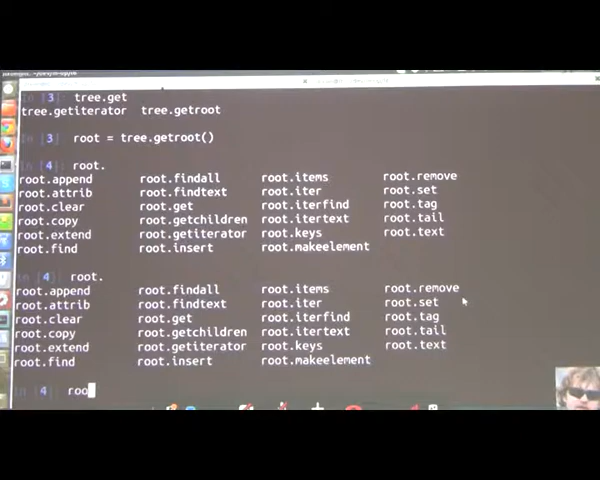 In [3]: tree.get
tree.getiterator tree.getroot
In [3]: root = tree.getroot()
In [4]: root.
root.append root.findall root.items root.remove
root.attrib root.findtext root.iter root.set
root.clear root.get root.iterfind root.tag
root.copy root.getchildren root.itertext root.tail
root.extend root.getiterator root.keys root.text
root.find root.insert root.makeelement
In [4]: root.
root.append root.findall root.items root.remove
root.attrib root.findtext root.iter root.set
root.clear root.get root.iterfind root.tag
root.copy root.getchildren root.itertext root.tail
root.extend root.getiterator root.keys root.text
root.find root.insert root.makeelement
In [4]: roo